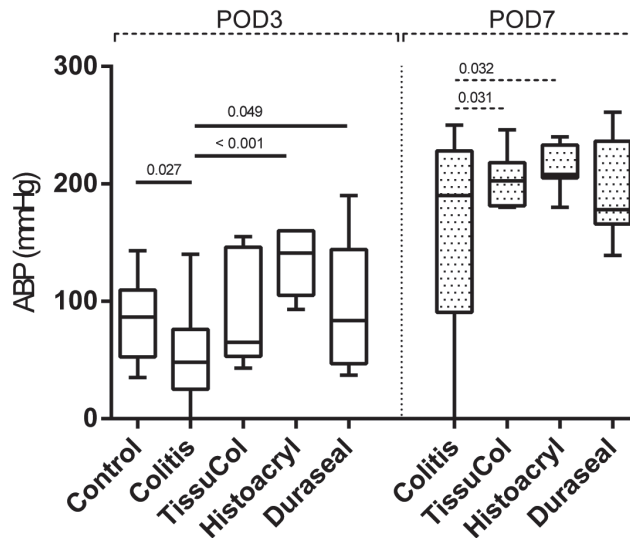 POD3 POD7
300
200
100
0
ABP (mmHg)
0.049
< 0.001
0.027
0.032
0.031
Control
Colitis
TissuCol
Histoacryl
Duraseal
Colitis
TissuCol
Histoacryl
Duraseal